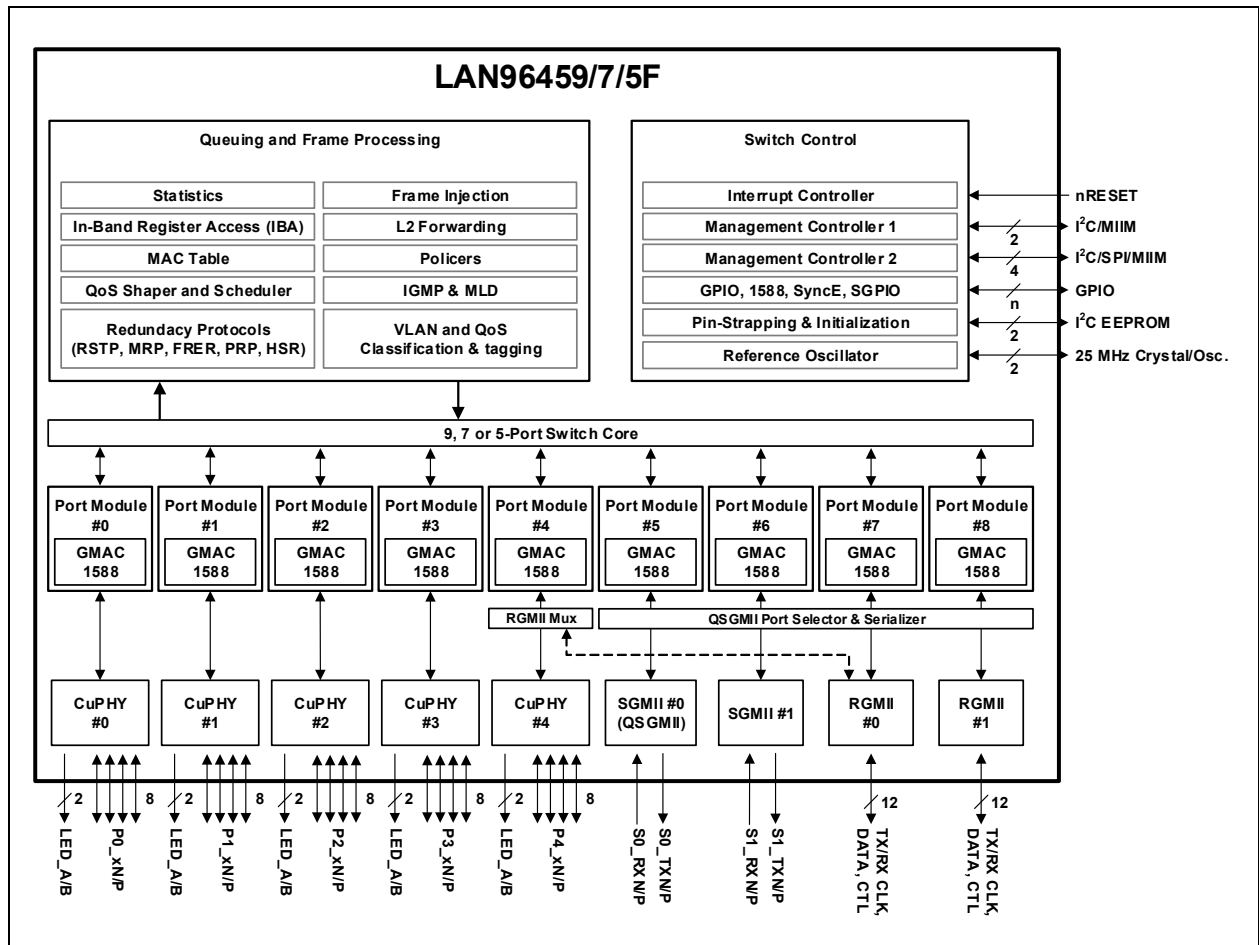 LAN96459/7/5F
Queuing and Frame Processing
Statistics
Frame Injection
In-Band Register Access (IBA)
L2 Forwarding
MAC Table
Policers
QoS Shaper and Scheduler
IGMP & MLD
Redundacy Protocols
(RSTP, MRP, FRER, PRP, HSR)
VLAN and QoS
Classification & tagging
Switch Control
Interrupt Controller
Management Controller 1
Management Controller 2
GPIO, 1588, SyncE, SGPIO
Pin-Strapping & Initialization
Reference Oscillator
nRESET
I²C/MIIM
2
I²C/SPI/MIIM
4
GPIO
n
I²C EEPROM
2
25 MHz Crystal/Osc.
2
9, 7 or 5-Port Switch Core
Port Module
#0
GMAC
1588
Port Module
#1
GMAC
1588
Port Module
#2
GMAC
1588
Port Module
#3
GMAC
1588
Port Module
#4
GMAC
1588
Port Module
#5
GMAC
1588
Port Module
#6
GMAC
1588
Port Module
#7
GMAC
1588
Port Module
#8
GMAC
1588
RGMII Mux
QSGMII Port Selector & Serializer
CuPHY
#0
CuPHY
#1
CuPHY
#2
CuPHY
#3
CuPHY
#4
SGMII #0
(QSGMII)
SGMII #1
RGMII
#0
RGMII
#1
2
8
2
8
2
8
2
8
2
8
12
12
LED_A/B
P0_xN/P
LED_A/B
P1_xN/P
LED_A/B
P2_xN/P
LED_A/B
P3_xN/P
LED_A/B
P4_xN/P
S0_RXN/P
S0_TXN/P
S1_RXN/P
S1_TXN/P
TX/RX CLK,
DATA, CTL
TX/RX CLK,
DATA, CTL